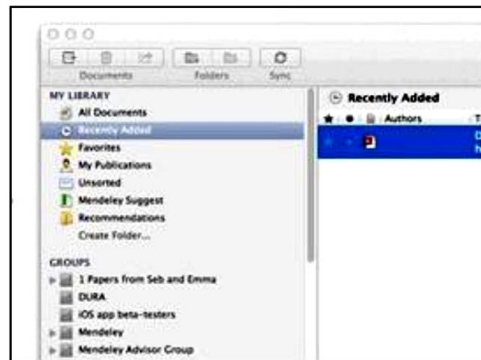 Documents Folders Sync
MY LIBRARY
All Documents
Recently Added
Favorites
My Publications
Unsorted
Mendeley Suggest
Recommendations
Create Folder...
GROUPS
1 Papers from Seb and Emma
DURA
iOS app beta-testers
Mendeley
Mendeley Advisor Group
Recently Added
Authors